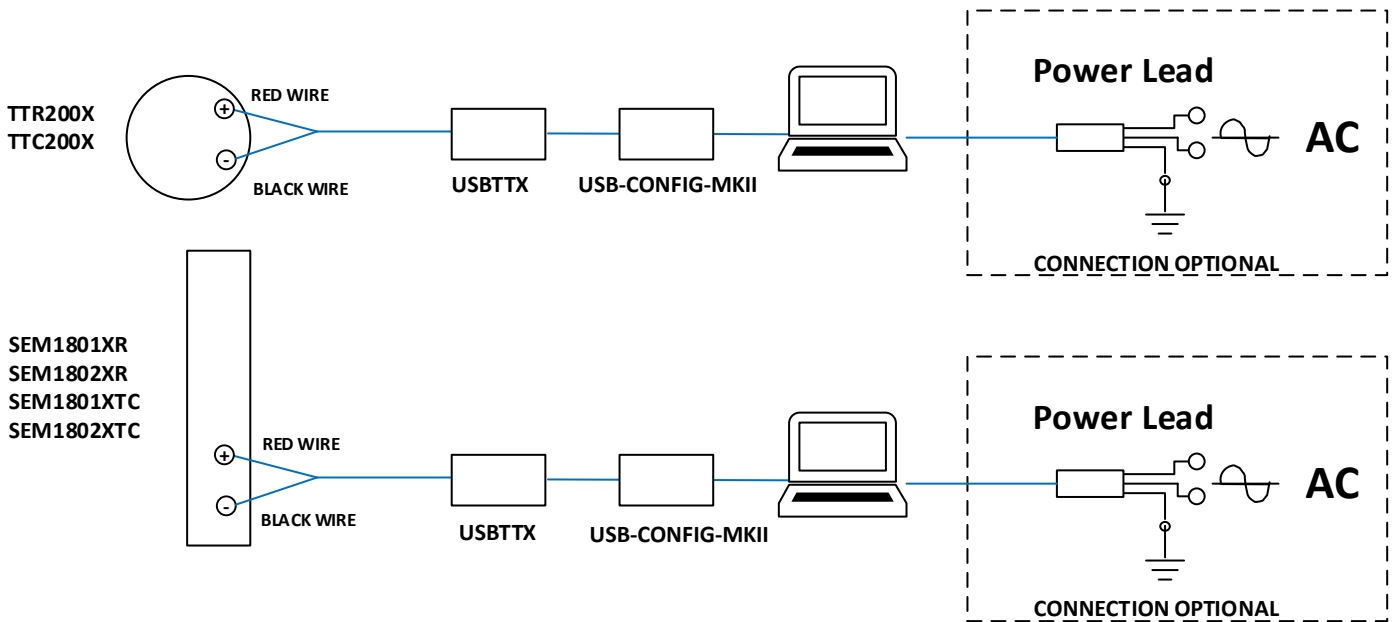 Power Lead
RED WIRE
TTR200X
TTC200X
+
-
AC
USBTTX
USB-CONFIG-MKII
BLACK WIRE
CONNECTION OPTIONAL
SEM1801XR
SEM1802XR
SEM1801XTC
SEM1802XTC
Power Lead
RED WIRE
+
-
AC
BLACK WIRE
USBTTX
USB-CONFIG-MKII
CONNECTION OPTIONAL